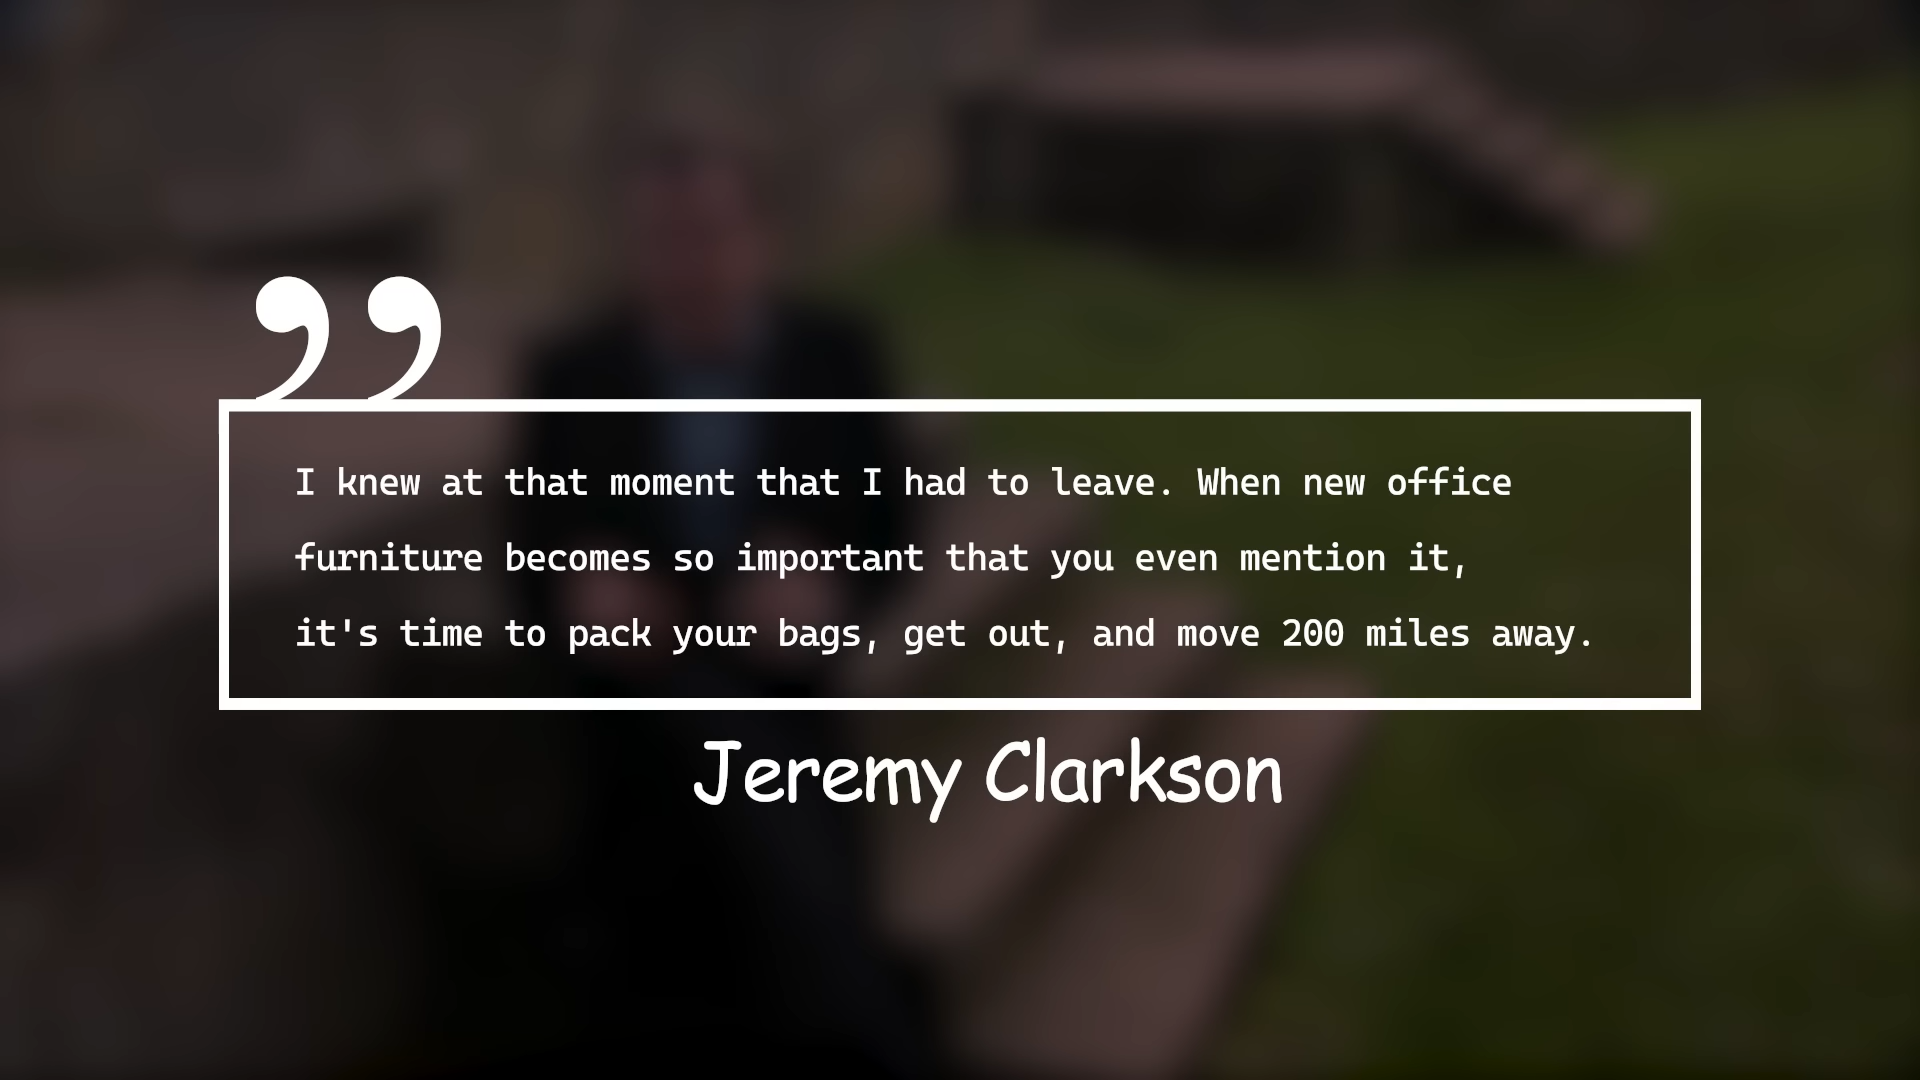 ”
I knew at that moment that I had to leave. When new office
furniture becomes so important that you even mention it,
it's time to pack your bags, get out, and move 200 miles away.
Jeremy Clarkson